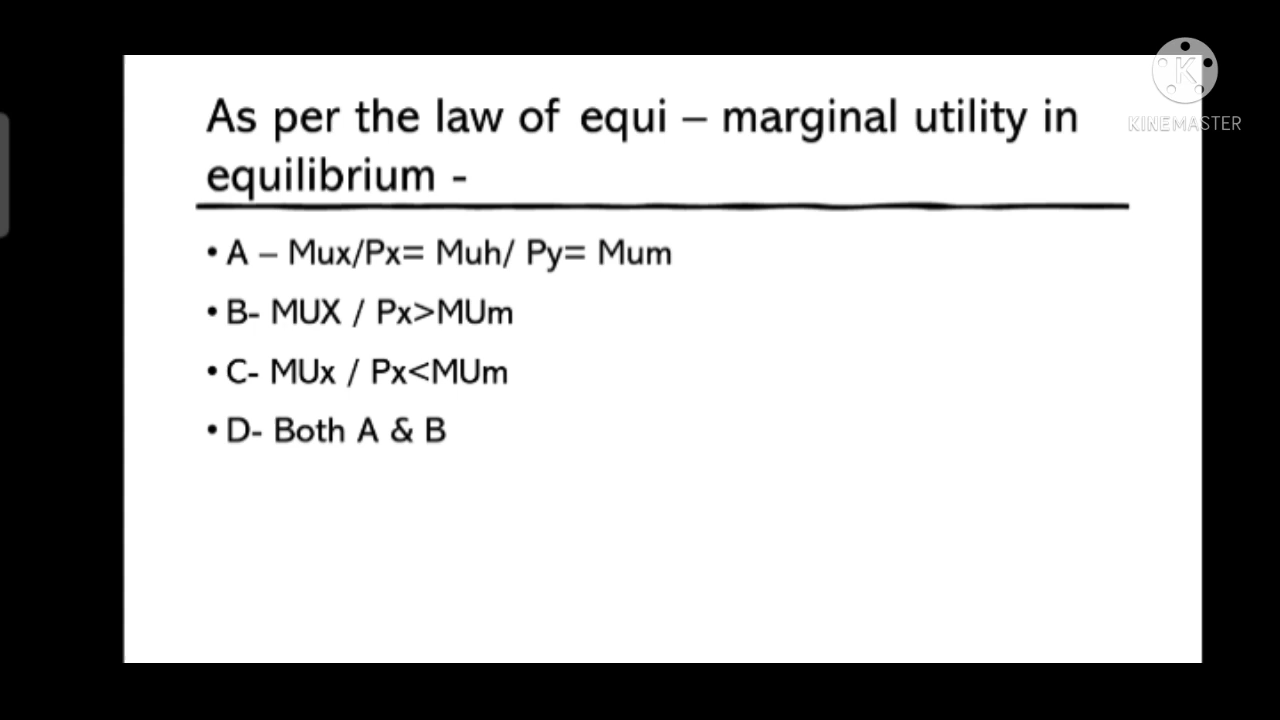 As per the law of equi – marginal utility in
equilibrium -
• A – Mux/Px= Muh/ Py= Mum
• B- MUX / Px>MUm
• C- MUx / Px<MUm
• D- Both A & B
K
KINEMASTER